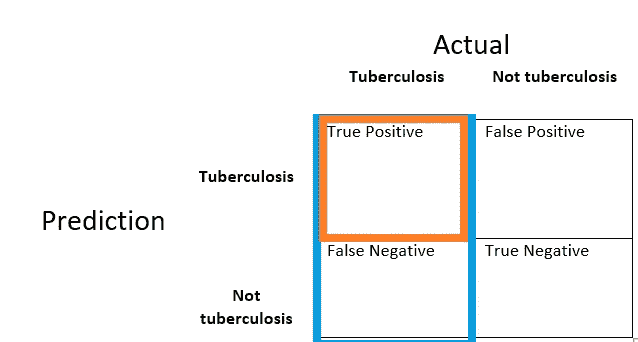 Actual
Tuberculosis Not tuberculosis
True Positive False Positive
Tuberculosis
Prediction
False Negative True Negative
Not
tuberculosis